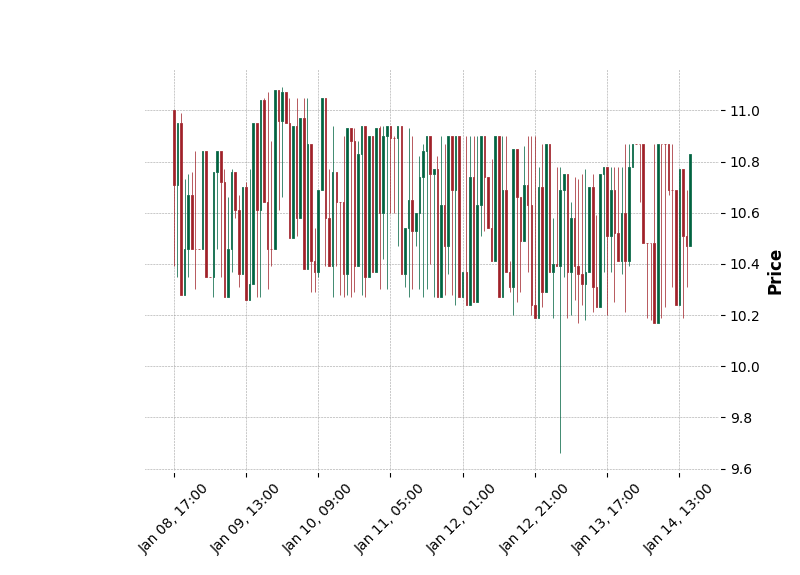 11.0
10.8
10.6
10.4
10.2
10.0
9.8
9.6
Price
Jan 08, 17:00
Jan 09, 13:00
Jan 10, 09:00
Jan 11, 05:00
Jan 12, 01:00
Jan 12, 21:00
Jan 13, 17:00
Jan 14, 13:00